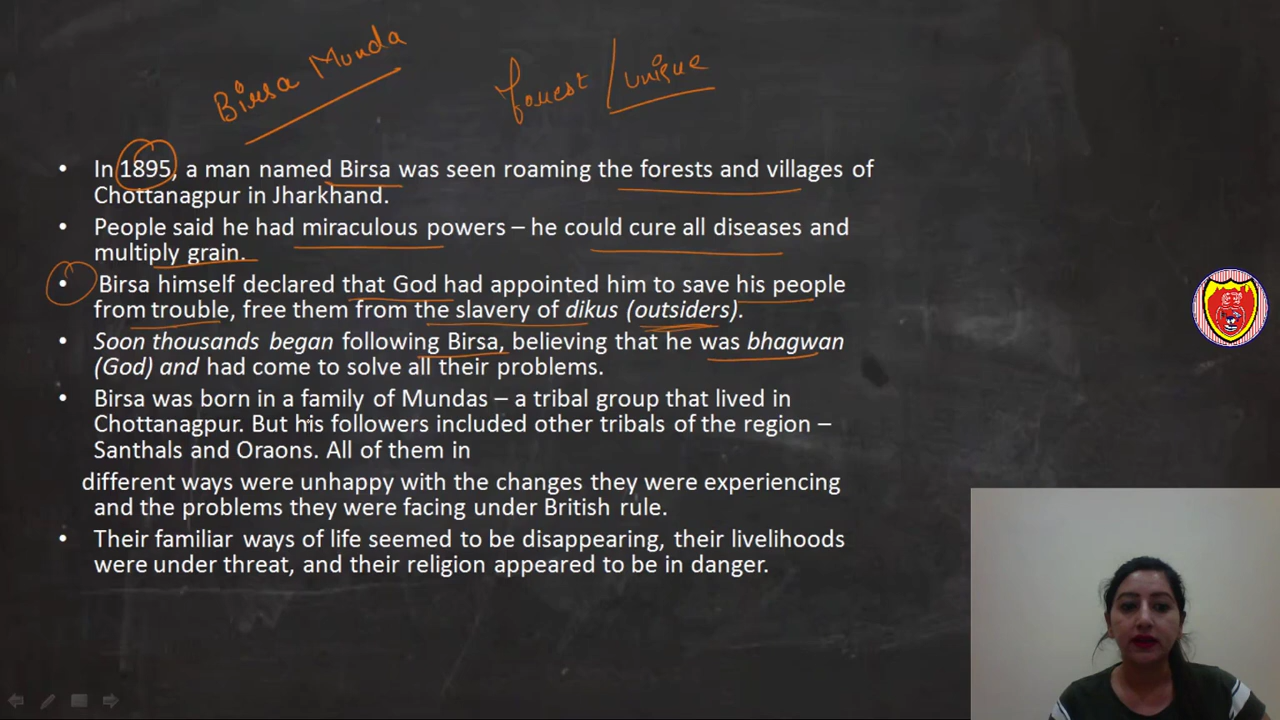 Birsa Munda
forest / unique
• In 1895, a man named Birsa was seen roaming the forests and villages of
Chottanagpur in Jharkhand.
• People said he had miraculous powers – he could cure all diseases and
multiply grain.
• Birsa himself declared that God had appointed him to save his people
from trouble, free them from the slavery of dikus (outsiders).
• Soon thousands began following Birsa, believing that he was bhagwan
(God) and had come to solve all their problems.
• Birsa was born in a family of Mundas – a tribal group that lived in
Chottanagpur. But his followers included other tribals of the region –
Santhals and Oraons. All of them in
different ways were unhappy with the changes they were experiencing
and the problems they were facing under British rule.
• Their familiar ways of life seemed to be disappearing, their livelihoods
were under threat, and their religion appeared to be in danger.